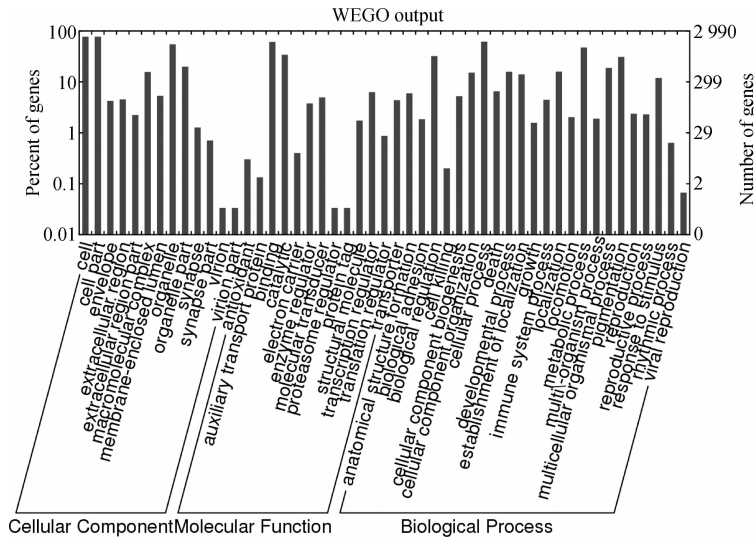 WEGO output
100
10
1
0.1
0.01
Percent of genes
2 990
299
29
2
0
Number of genes
cell
cell part
envelope
extracellular region
extracellular region part
macromolecular complex
membrane-enclosed lumen
organelle
organelle part
synapse
synapse part
virion
virion part
antioxidant
auxiliary transport protein
binding
catalytic
electron carrier
enzyme regulator
molecular transducer
proteasome regulator
protein tag
structural molecule
transcription regulator
translation regulator
transporter
anatomical structure formation
biological adhesion
biological regulation
cell killing
cellular component biogenesis
cellular component organization
cellular process
death
developmental process
establishment of localization
growth
immune system process
localization
locomotion
metabolic process
multi-organism process
multicellular organismal process
pigmentation
reproduction
reproductive process
response to stimulus
rhythmic process
viral reproduction
Cellular Component
Molecular Function
Biological Process